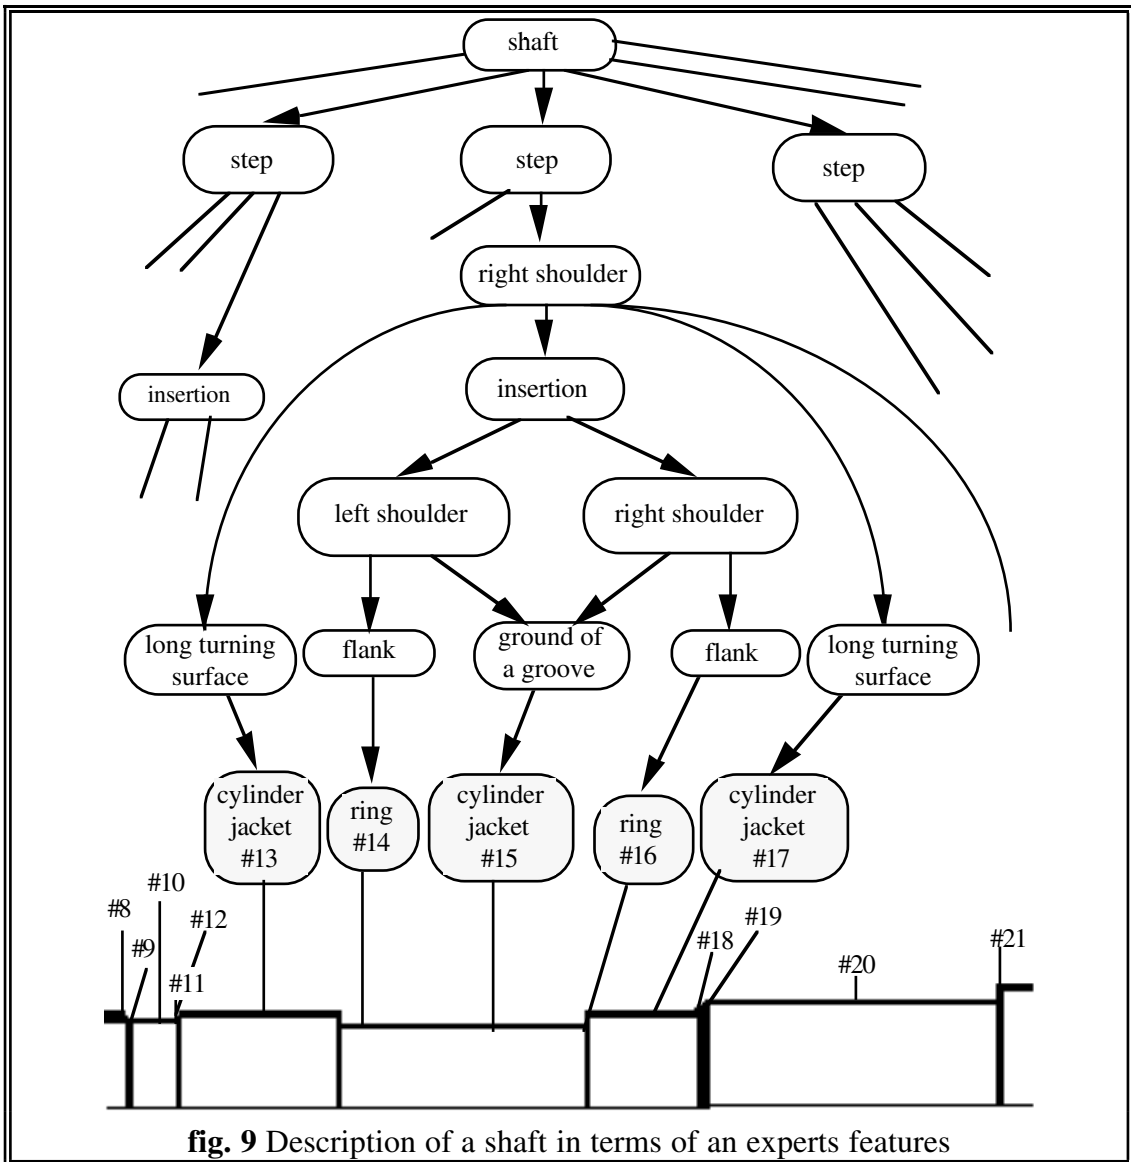 shaft
step
step
step
right shoulder
insertion
insertion
left shoulder
right shoulder
long turning
surface
flank
ground of
a groove
flank
long turning
surface
cylinder
jacket
#13
ring
#14
cylinder
jacket
#15
ring
#16
cylinder
jacket
#17
#8
#9
#10
#11
#12
#18
#19
#20
#21
fig. 9 Description of a shaft in terms of an experts features